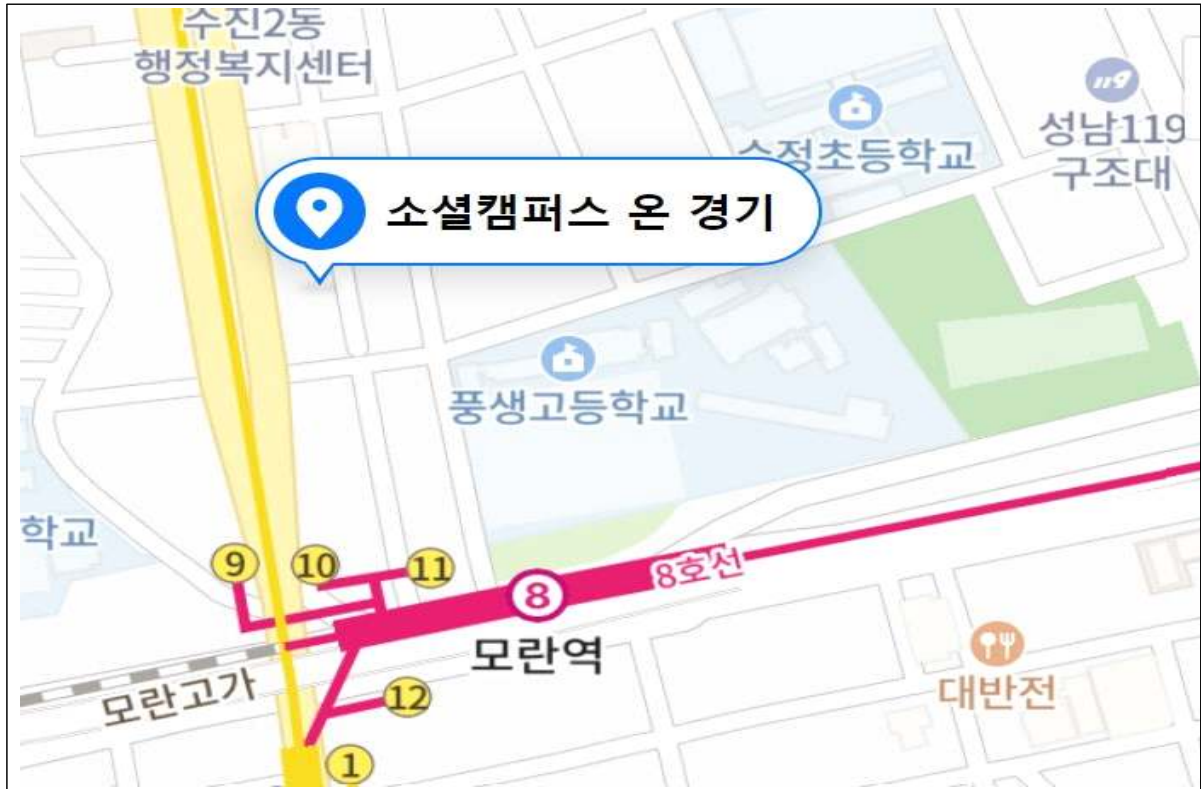 수진2동
행정복지센터
119
성남119
구조대
수정초등학교
소셜캠퍼스 온 경기
풍생고등학교
학교
9
10
11
8
8호선
모란역
모란고가
12
대반전
1